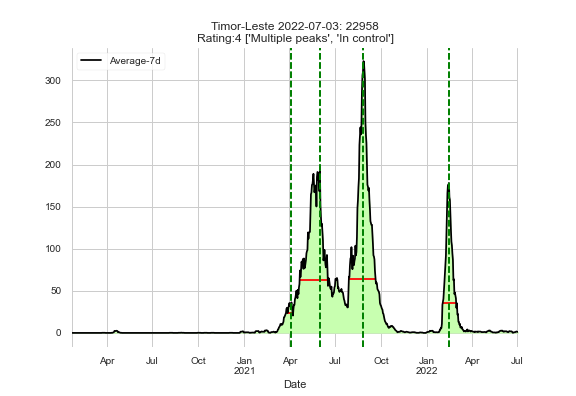 Timor-Leste 2022-07-03: 22958
Rating:4 ['Multiple peaks', 'In control']
Average-7d
300
250
200
150
100
50
0
Apr
Jul
Oct
Jan
2021
Apr
Jul
Oct
Jan
2022
Apr
Jul
Date